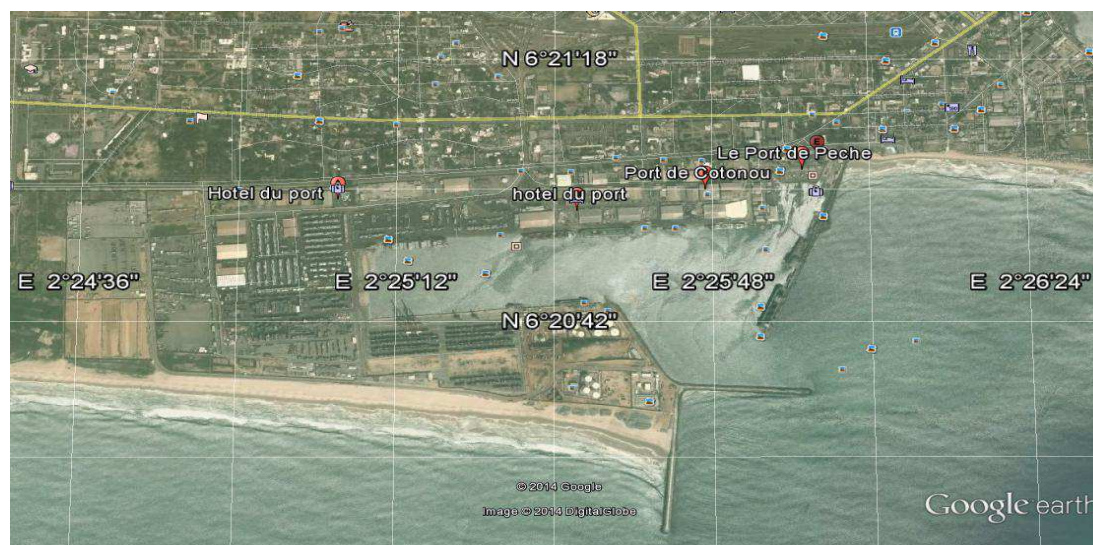 N 6°21'18"
Le Port de Peche
Port de Cotonou
Hotel du port
hotel du port
E 2°24'36"
E 2°25'12"
E 2°25'48"
E 2°26'24"
N 6°20'42"
© 2014 Google
Image © 2014 DigitalGlobe
Google earth